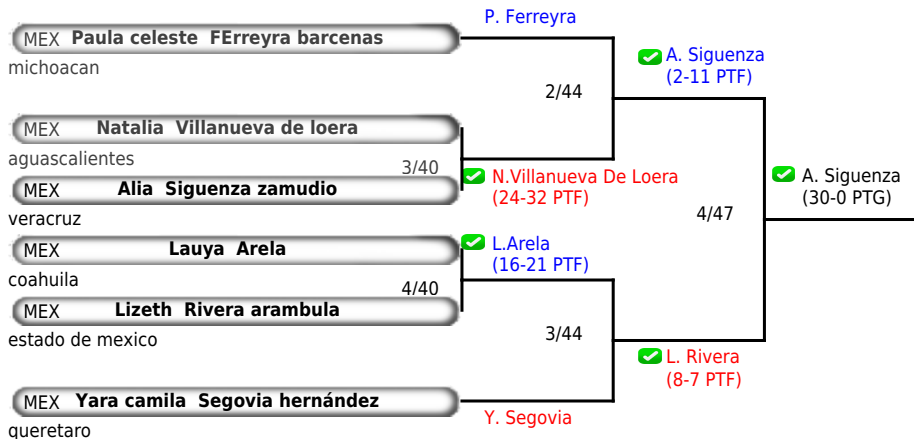 P. Ferreyra
MEX Paula celeste FErreyra barcenas
michoacan
A. Siguenza
(2-11 PTF)
2/44
MEX Natalia Villanueva de loera
aguascalientes
3/40
MEX Alia Siguenza zamudio
veracruz
N.Villanueva De Loera
(24-32 PTF)
A. Siguenza
(30-0 PTG)
4/47
MEX Lauya Arela
coahuila
L.Arela
(16-21 PTF)
4/40
MEX Lizeth Rivera arambula
estado de mexico
3/44
L. Rivera
(8-7 PTF)
MEX Yara camila Segovia hernández
queretaro
Y. Segovia